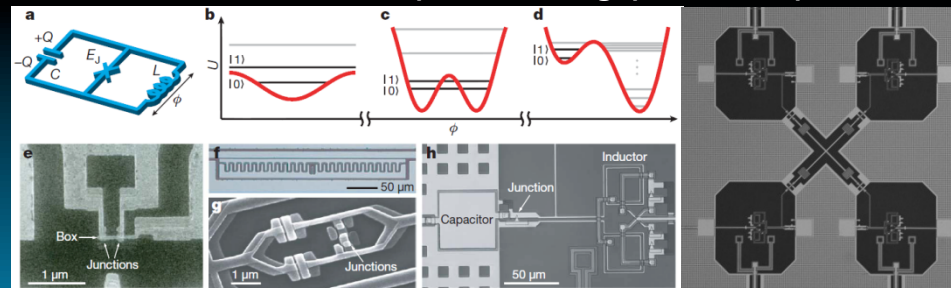 a
+Q
-Q
C
E_J
L
ϕ
b
U
|1⟩
|0⟩
c
|1⟩
|0⟩
d
|1⟩
|0⟩
ϕ
e
Box
Junctions
1 µm
f
50 µm
g
Junctions
1 µm
h
Capacitor
Junction
Inductor
50 µm